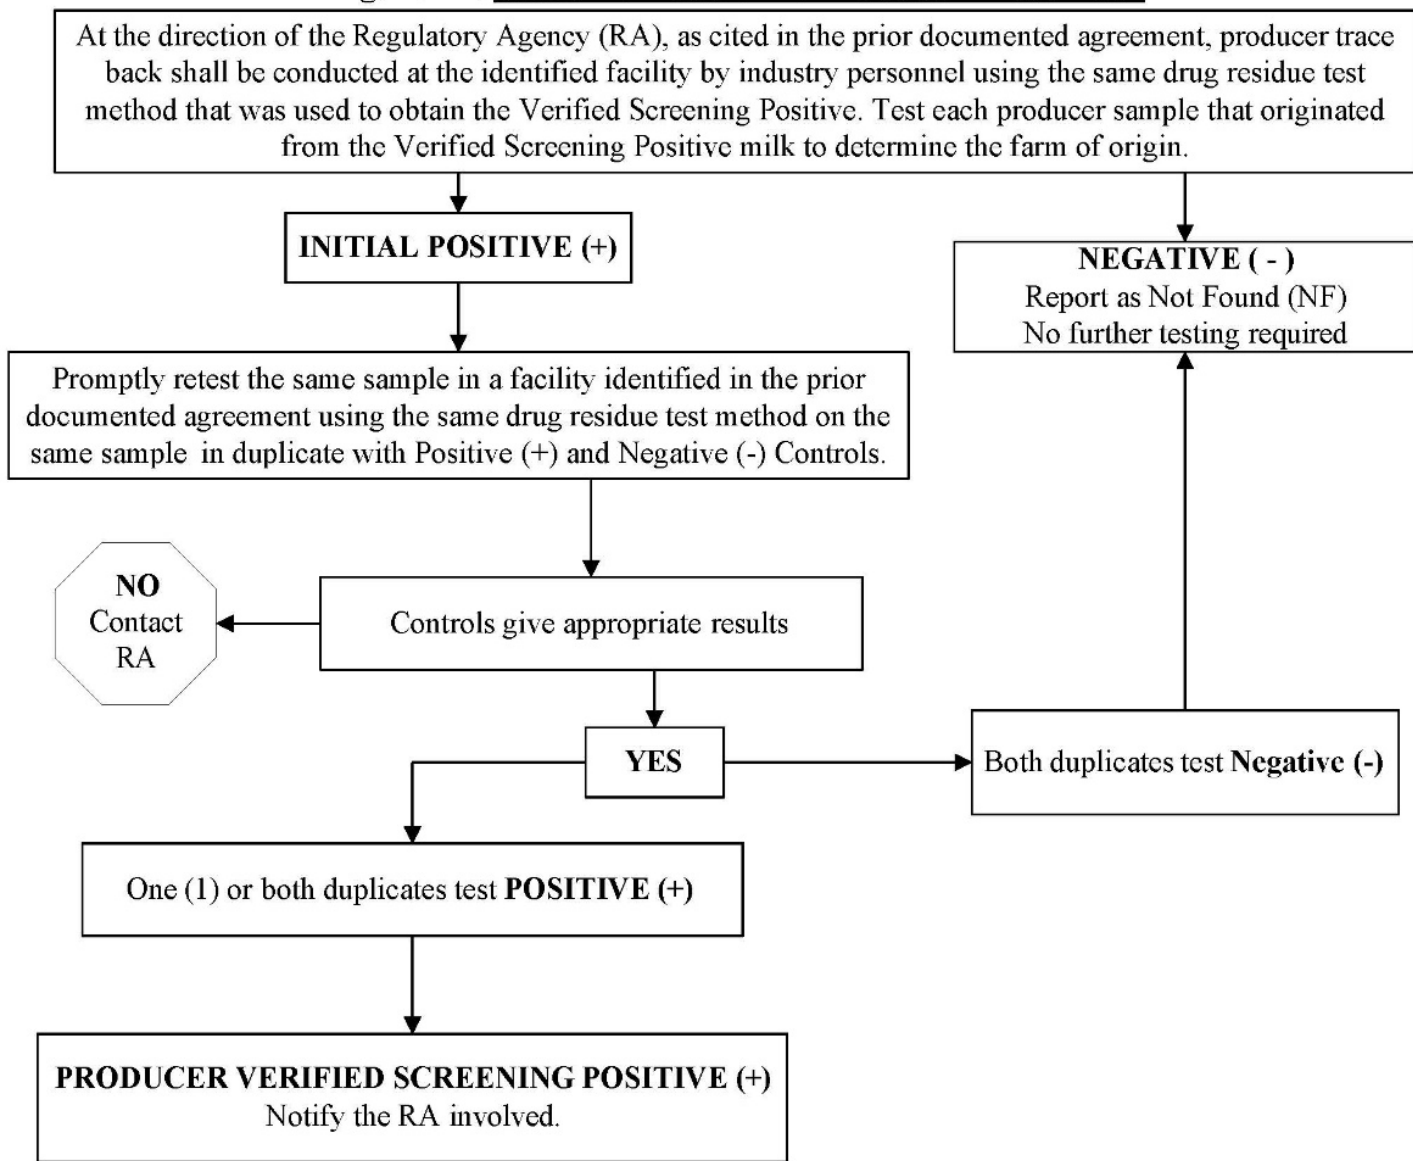 At the direction of the Regulatory Agency (RA), as cited in the prior documented agreement, producer trace
back shall be conducted at the identified facility by industry personnel using the same drug residue test
method that was used to obtain the Verified Screening Positive. Test each producer sample that originated
from the Verified Screening Positive milk to determine the farm of origin.
INITIAL POSITIVE (+)
NEGATIVE ( - )
Report as Not Found (NF)
No further testing required
Promptly retest the same sample in a facility identified in the prior
documented agreement using the same drug residue test method on the
same sample in duplicate with Positive (+) and Negative (-) Controls.
NO
Contact
RA
Controls give appropriate results
YES
Both duplicates test Negative (-)
One (1) or both duplicates test POSITIVE (+)
PRODUCER VERIFIED SCREENING POSITIVE (+)
Notify the RA involved.